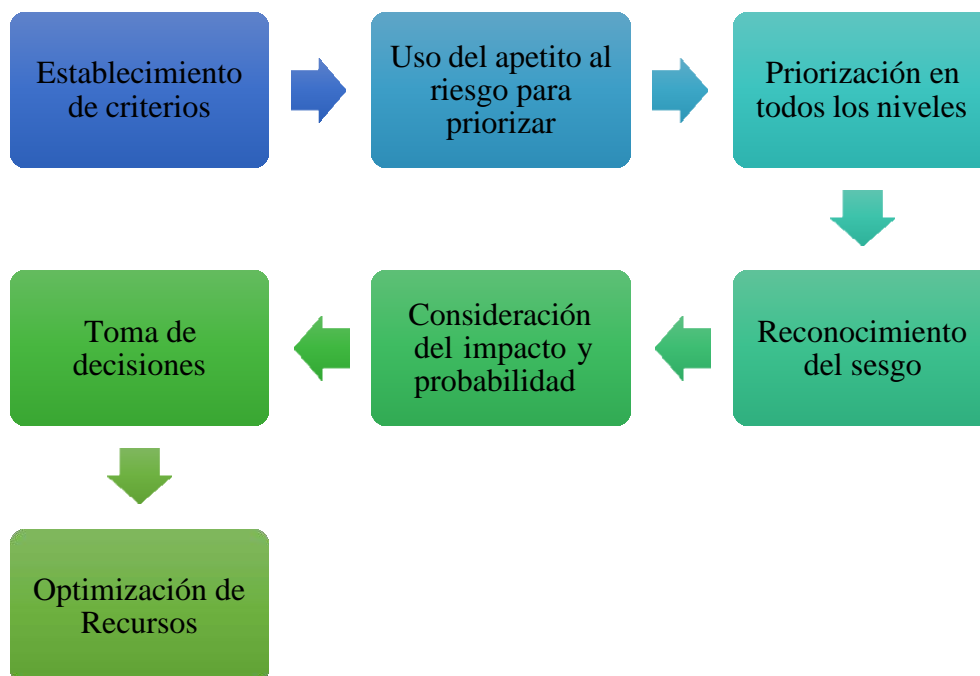 Establecimiento
de criterios
Uso del apetito al
riesgo para
priorizar
Priorización en
todos los niveles
Reconocimiento
del sesgo
Consideración
del impacto y
probabilidad
Toma de
decisiones
Optimización de
Recursos